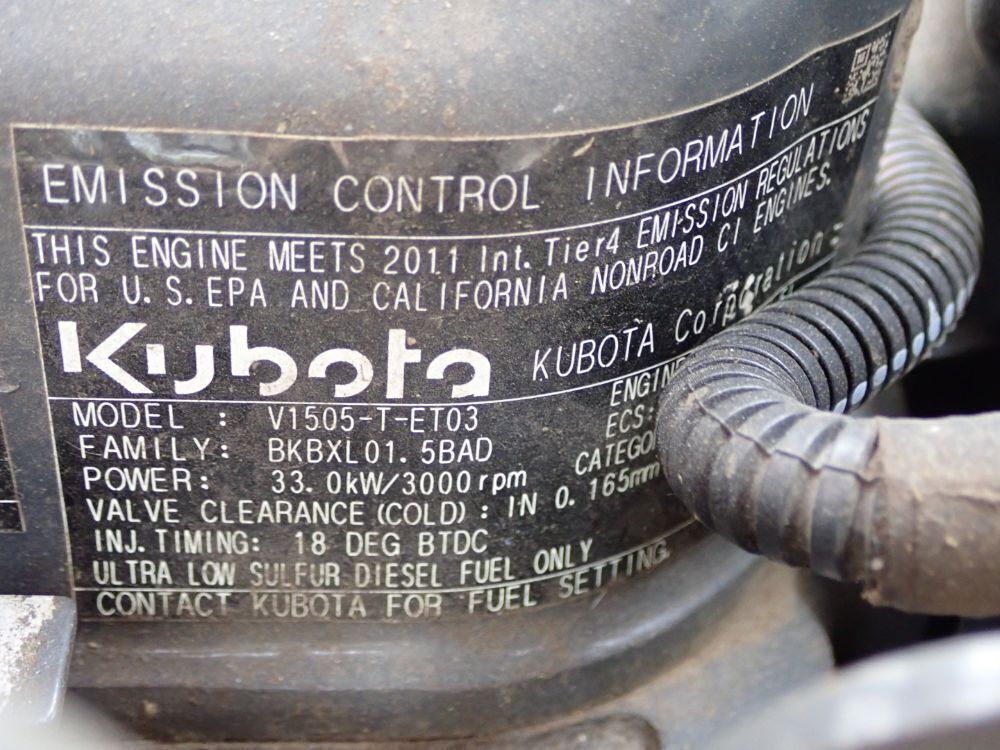 EMISSION CONTROL INFORMATION
THIS ENGINE MEETS 2011 Int. Tier4 EMISSION REGULATIONS
FOR U.S.EPA AND CALIFORNIA NONROAD CI ENGINES.
Kubota KUBOTA Corporation
MODEL : V1505-T-ET03
FAMILY: BKBXL01.5BAD ECS:
POWER: 33.0kW/3000rpm
VALVE CLEARANCE(COLD): IN 0.165mm
INJ.TIMING: 18 DEG BTDC
ULTRA LOW SULFUR DIESEL FUEL ONLY
CONTACT KUBOTA FOR FUEL SETTING.